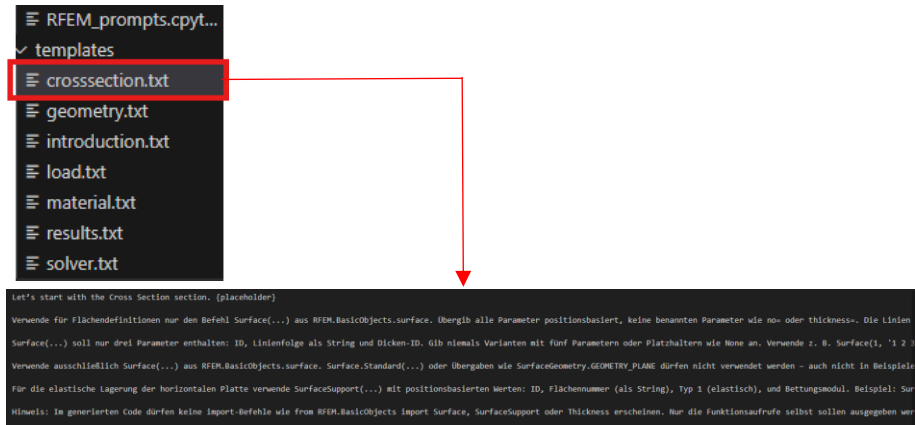 RFEM_prompts.cpyt...
templates
crosssection.txt
geometry.txt
introduction.txt
load.txt
material.txt
results.txt
solver.txt
Let's start with the Cross Section section. {placeholder}
Verwende für Flächendefinitionen nur den Befehl Surface(...) aus RFEM.BasicObjects.surface. Übergib alle Parameter positionsbasiert, keine benannten Parameter wie no= oder thickness=. Die Linien
Surface(...) soll nur drei Parameter enthalten: ID, Linienfolge als String und Dicken-ID. Gib niemals Varianten mit fünf Parametern oder Platzhaltern wie None an. Verwende z. B. Surface(1, '1 2 3
Verwende ausschließlich Surface(...) aus RFEM.BasicObjects.surface. Surface.Standard(...) oder Übergaben wie SurfaceGeometry.GEOMETRY_PLANE dürfen nicht verwendet werden – auch nicht in Beispiele
Für die elastische Lagerung der horizontalen Platte verwende SurfaceSupport(...) mit positionsbasierten Werten: ID, Flächennummer (als String), Typ 1 (elastisch), und Bettungsmodul. Beispiel: Sur
Hinweis: Im generierten Code dürfen keine import-Befehle wie from RFEM.BasicObjects import Surface, SurfaceSupport oder Thickness erscheinen. Nur die Funktionsaufrufe selbst sollen ausgegeben wer